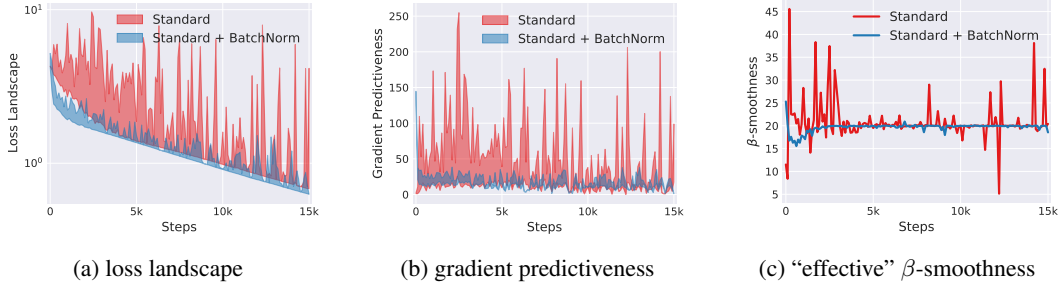 Loss Landscape
10¹
10⁰
Standard
Standard + BatchNorm
0
5k
10k
15k
Steps
(a) loss landscape
Gradient Predictiveness
250
200
150
100
50
0
Standard
Standard + BatchNorm
0
5k
10k
15k
Steps
(b) gradient predictiveness
β-smoothness
45
40
35
30
25
20
15
10
5
Standard
Standard + BatchNorm
0
5k
10k
15k
Steps
(c) “effective” β-smoothness